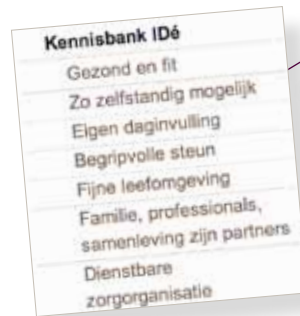 Kennisbank IDé
Gezond en fit
Zo zelfstandig mogelijk
Eigen daginvulling
Begripvolle steun
Fijne leefomgeving
Familie, professionals,
samenleving zijn partners
Dienstbare
zorgorganisatie